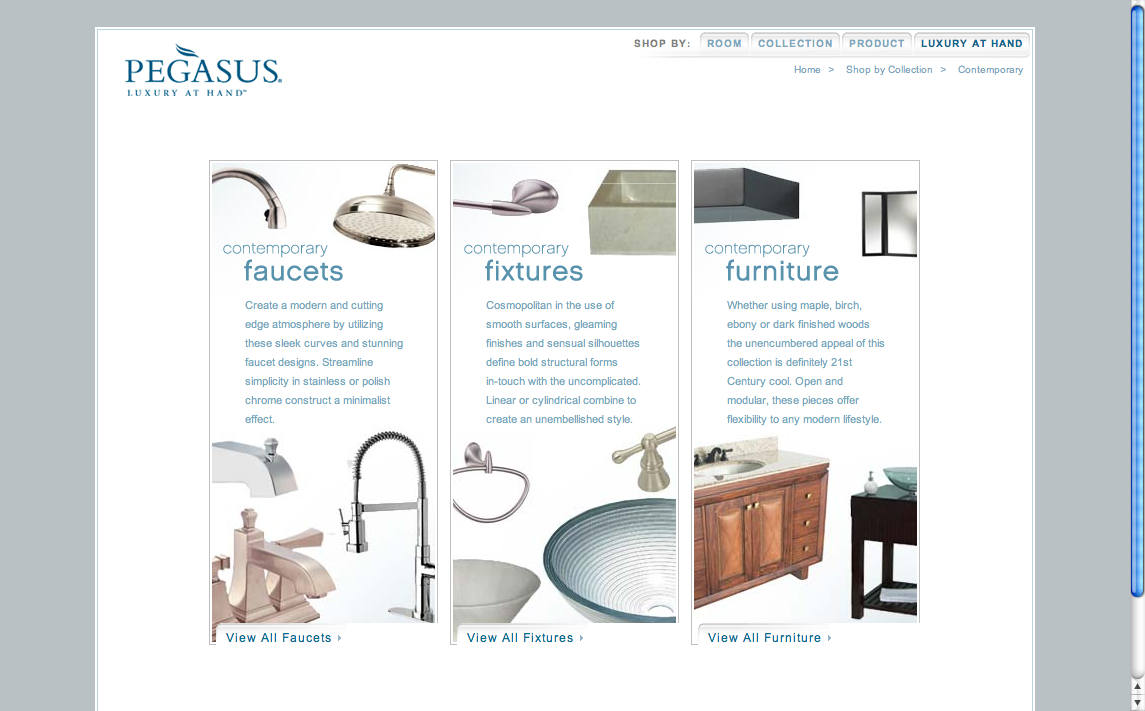 SHOP BY: ROOM COLLECTION PRODUCT LUXURY AT HAND
PEGASUS®
LUXURY AT HAND™
Home > Shop by Collection > Contemporary
contemporary
faucets
Create a modern and cutting
edge atmosphere by utilizing
these sleek curves and stunning
faucet designs. Streamline
simplicity in stainless or polish
chrome construct a minimalist
effect.
View All Faucets
contemporary
fixtures
Cosmopolitan in the use of
smooth surfaces, gleaming
finishes and sensual silhouettes
define bold structural forms
in-touch with the uncomplicated.
Linear or cylindrical combine to
create an unembellished style.
View All Fixtures
contemporary
furniture
Whether using maple, birch,
ebony or dark finished woods
the unencumbered appeal of this
collection is definitely 21st
Century cool. Open and
modular, these pieces offer
flexibility to any modern lifestyle.
View All Furniture